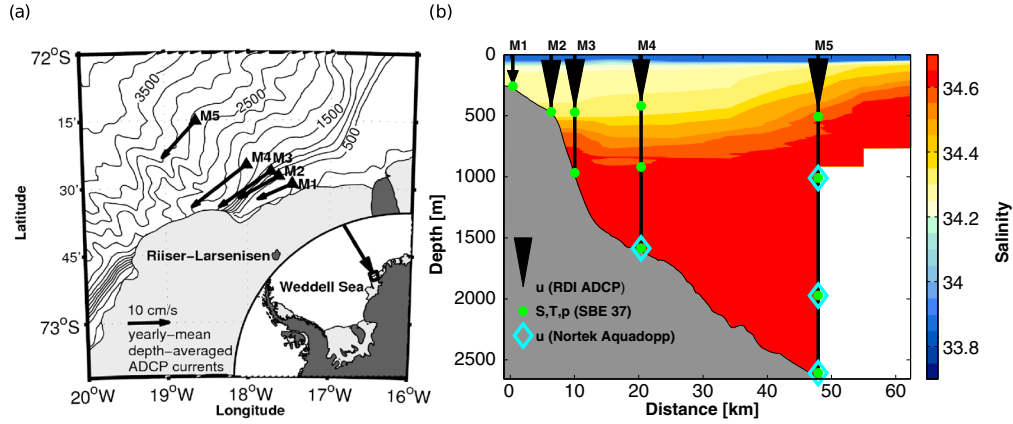 (a)
72°S
15'
30'
45'
73°S
20°W
19°W
18°W
17°W
16°W
Latitude
Longitude
3500
2500
1500
500
M5
M4
M3
M2
M1
Riiser−Larsenisen
Weddell Sea
10 cm/s
yearly−mean
depth−averaged
ADCP currents
(b)
M1
M2
M3
M4
M5
0
500
1000
1500
2000
2500
Depth [m]
0
10
20
30
40
50
60
Distance [km]
u (RDI ADCP)
S,T,p (SBE 37)
u (Nortek Aquadopp)
34.6
34.4
34.2
34
33.8
Salinity